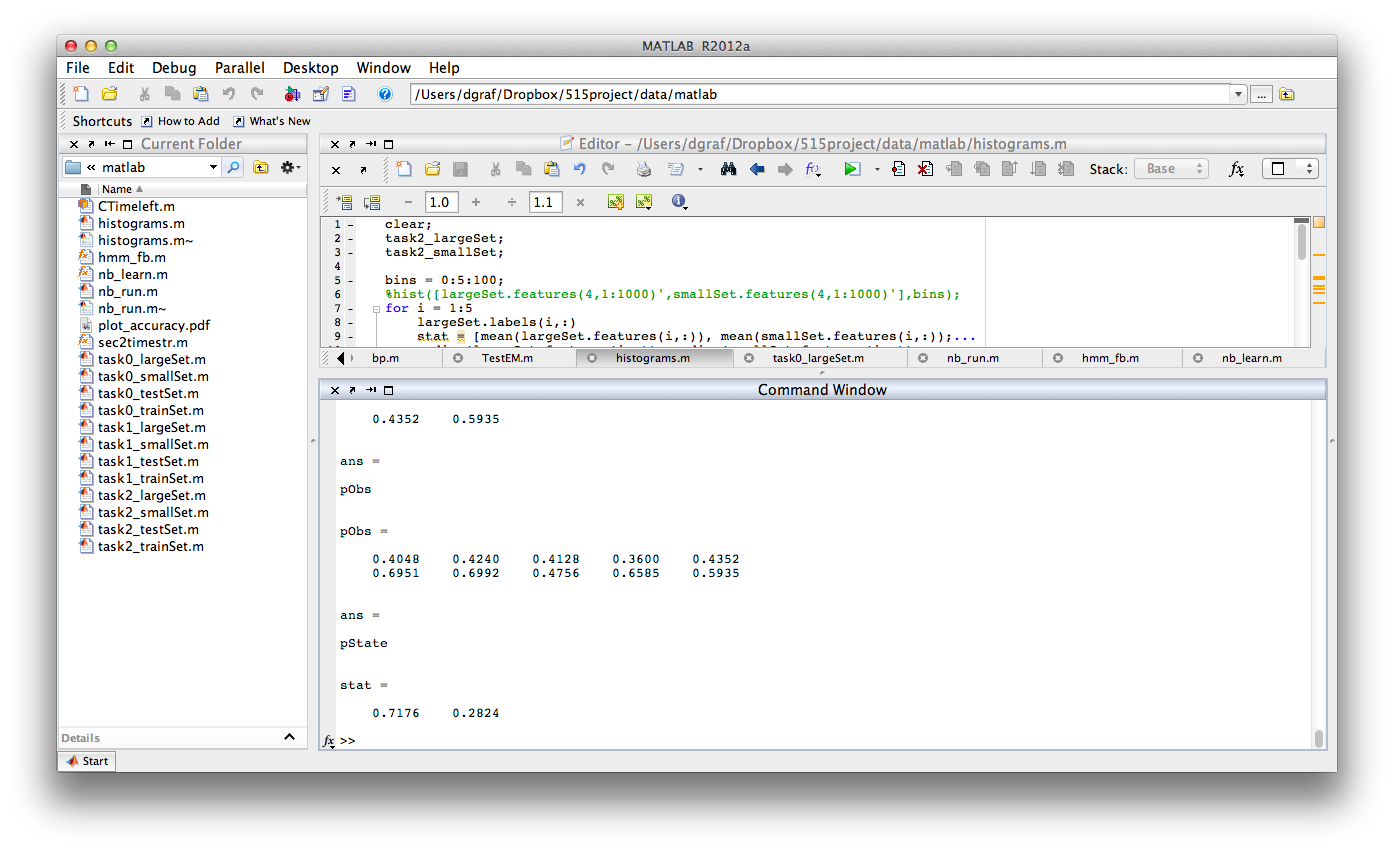 MATLAB R2012a
File Edit Debug Parallel Desktop Window Help
/Users/dgraf/Dropbox/515project/data/matlab
Shortcuts How to Add What's New
Current Folder
« matlab
Name
CTimeleft.m
histograms.m
histograms.m~
hmm_fb.m
nb_learn.m
nb_run.m
nb_run.m~
plot_accuracy.pdf
sec2timestr.m
task0_largeSet.m
task0_smallSet.m
task0_testSet.m
task0_trainSet.m
task1_largeSet.m
task1_smallSet.m
task1_testSet.m
task1_trainSet.m
task2_largeSet.m
task2_smallSet.m
task2_testSet.m
task2_trainSet.m
Details
Start
Editor – /Users/dgraf/Dropbox/515project/data/matlab/histograms.m
Stack: Base fx
− 1.0 + ÷ 1.1 ×
1 - clear;
2 - task2_largeSet;
3 - task2_smallSet;
4
5 - bins = 0:5:100;
6 %hist([largeSet.features(4,1:1000)',smallSet.features(4,1:1000)'],bins);
7 - for i = 1:5
8 - largeSet.labels(i,:)
9 - stat = [mean(largeSet.features(i,:)), mean(smallSet.features(i,:));...
bp.m TestEM.m histograms.m task0_largeSet.m nb_run.m hmm_fb.m nb_learn.m
Command Window
0.4352 0.5935
ans =
pObs
pObs =
0.4048 0.4240 0.4128 0.3600 0.4352
0.6951 0.6992 0.4756 0.6585 0.5935
ans =
pState
stat =
0.7176 0.2824
fx >>